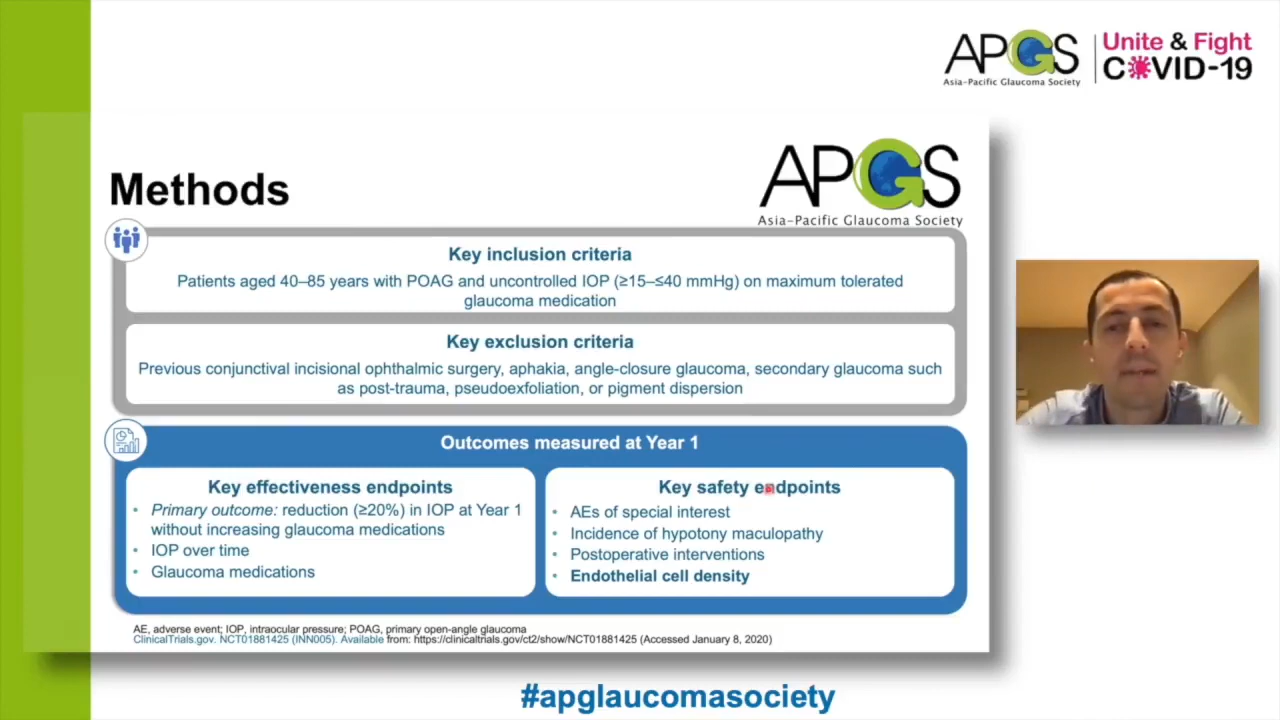 APGS
Asia-Pacific Glaucoma Society
Unite & Fight
COVID-19
APGS
Asia-Pacific Glaucoma Society
Methods
Key inclusion criteria
Patients aged 40–85 years with POAG and uncontrolled IOP (≥15–≤40 mmHg) on maximum tolerated
glaucoma medication
Key exclusion criteria
Previous conjunctival incisional ophthalmic surgery, aphakia, angle-closure glaucoma, secondary glaucoma such
as post-trauma, pseudoexfoliation, or pigment dispersion
Outcomes measured at Year 1
Key effectiveness endpoints
• Primary outcome: reduction (≥20%) in IOP at Year 1
without increasing glaucoma medications
• IOP over time
• Glaucoma medications
Key safety endpoints
• AEs of special interest
• Incidence of hypotony maculopathy
• Postoperative interventions
• Endothelial cell density
AE, adverse event; IOP, intraocular pressure; POAG, primary open-angle glaucoma
ClinicalTrials.gov. NCT01881425 (INN005). Available from: https://clinicaltrials.gov/ct2/show/NCT01881425 (Accessed January 8, 2020)
#apglaucomasociety